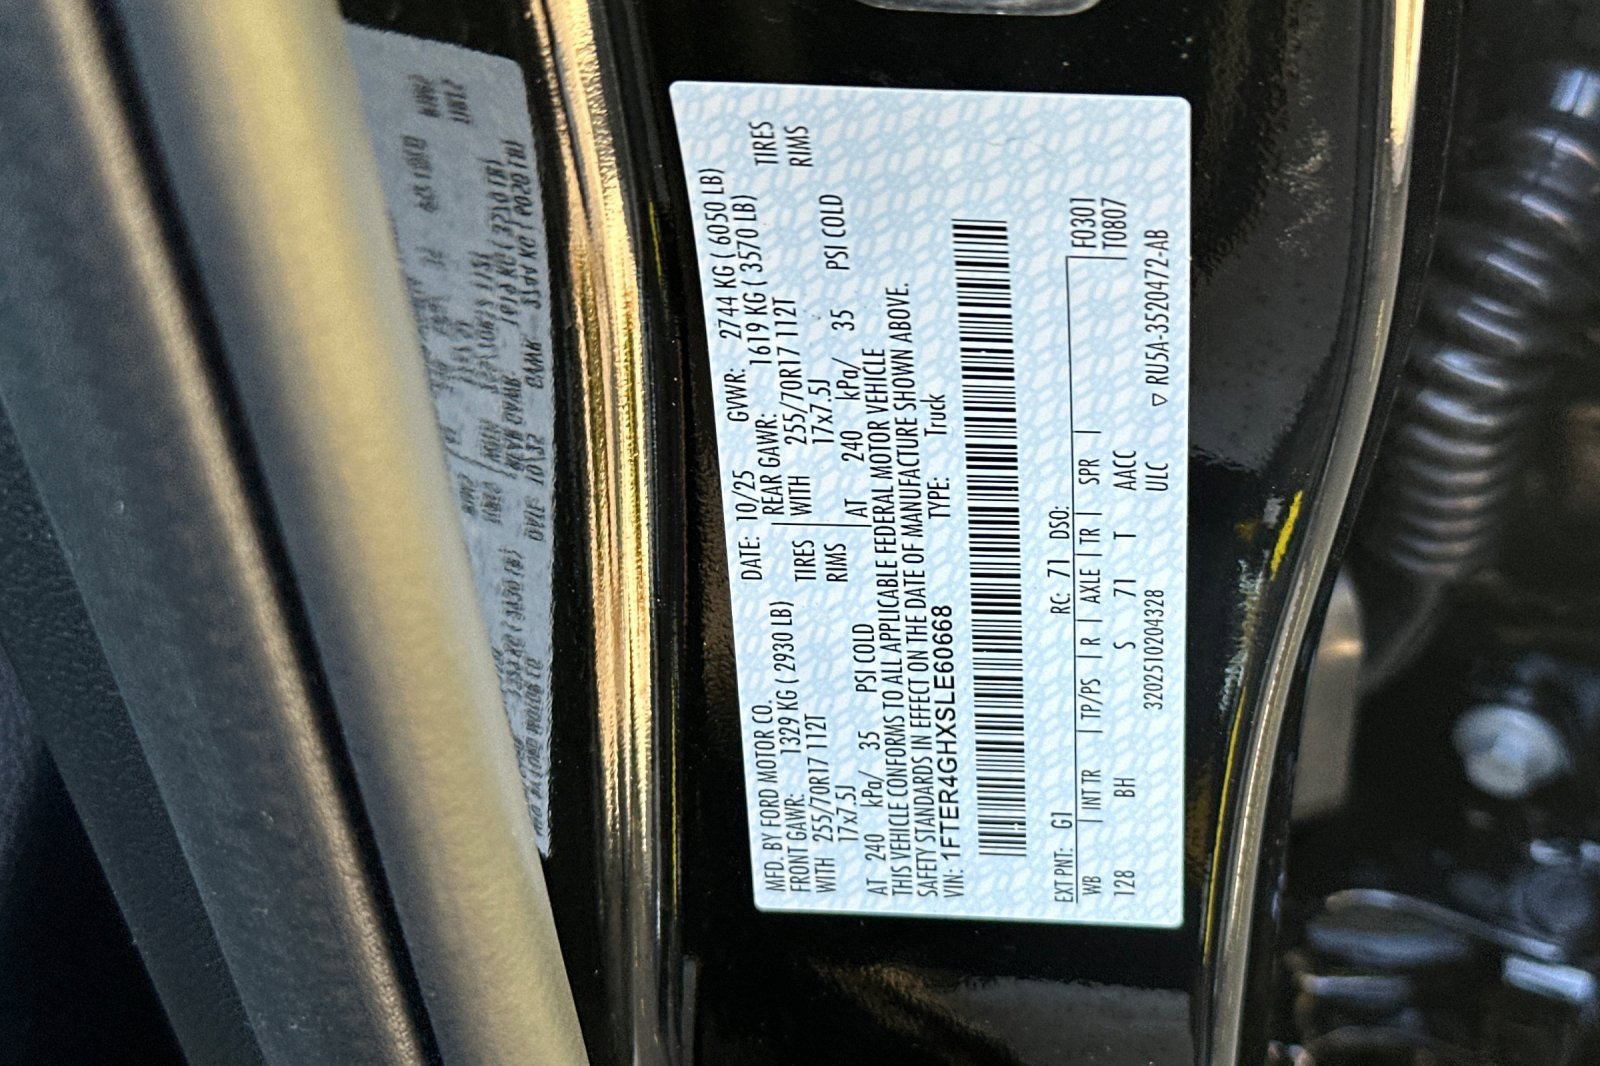 MFD. BY FORD MOTOR CO. DATE: 10/25 GVWR: 2744 KG ( 6050 LB)
FRONT GAWR: 1329 KG ( 2930 LB) REAR GAWR: 1619 KG ( 3570 LB)
WITH 255/70R17 112T TIRES WITH 255/70R17 112T TIRES
17x7.5J RIMS 17x7.5J RIMS
AT 240 kPa/ 35 PSI COLD AT 240 kPa/ 35 PSI COLD
THIS VEHICLE CONFORMS TO ALL APPLICABLE FEDERAL MOTOR VEHICLE
SAFETY STANDARDS IN EFFECT ON THE DATE OF MANUFACTURE SHOWN ABOVE.
VIN: 1FTER4GHXSLE60668 TYPE: Truck
EXT PNT: G1 RC: 71 DSO: F0301
WB INT TR TP/PS R AXLE TR SPR T0807
128 BH S 71 T AACC
3202510204328 ULC ▽ RU5A-3520472-AB